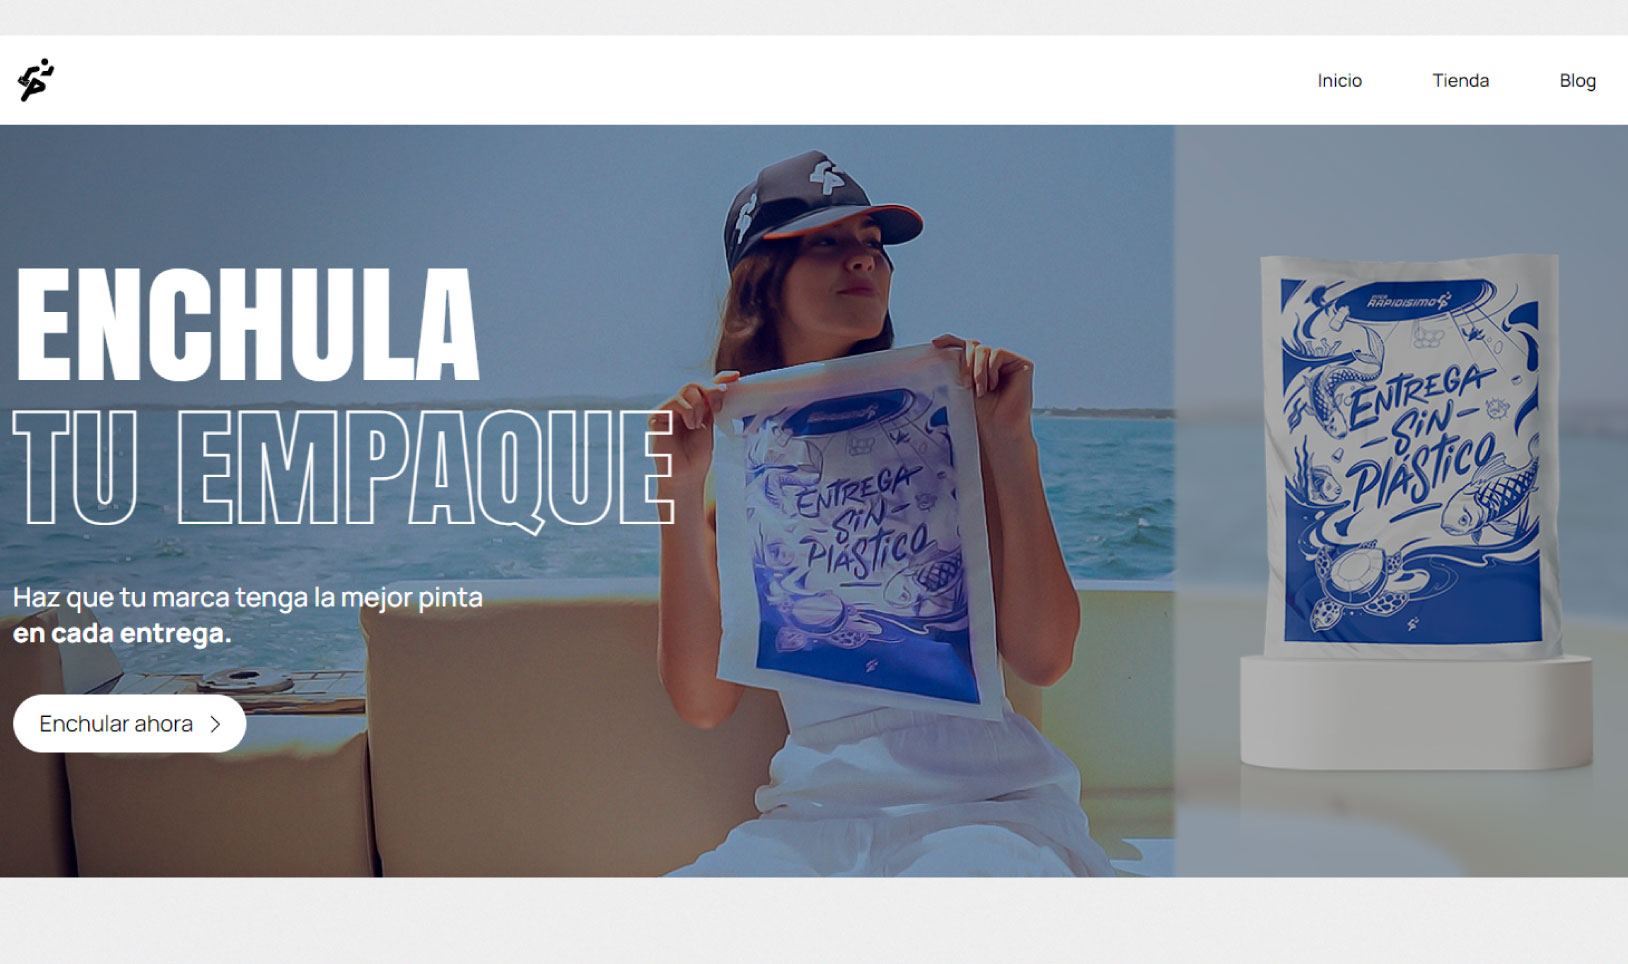 Inicio Tienda Blog
ENCHULA
TU EMPAQUE
Haz que tu marca tenga la mejor pinta
en cada entrega.
Enchular ahora
ENTREGA
-SIN-
PLÁSTICO
RAPIDISIMO
ENTREGA
-SIN-
PLÁSTICO